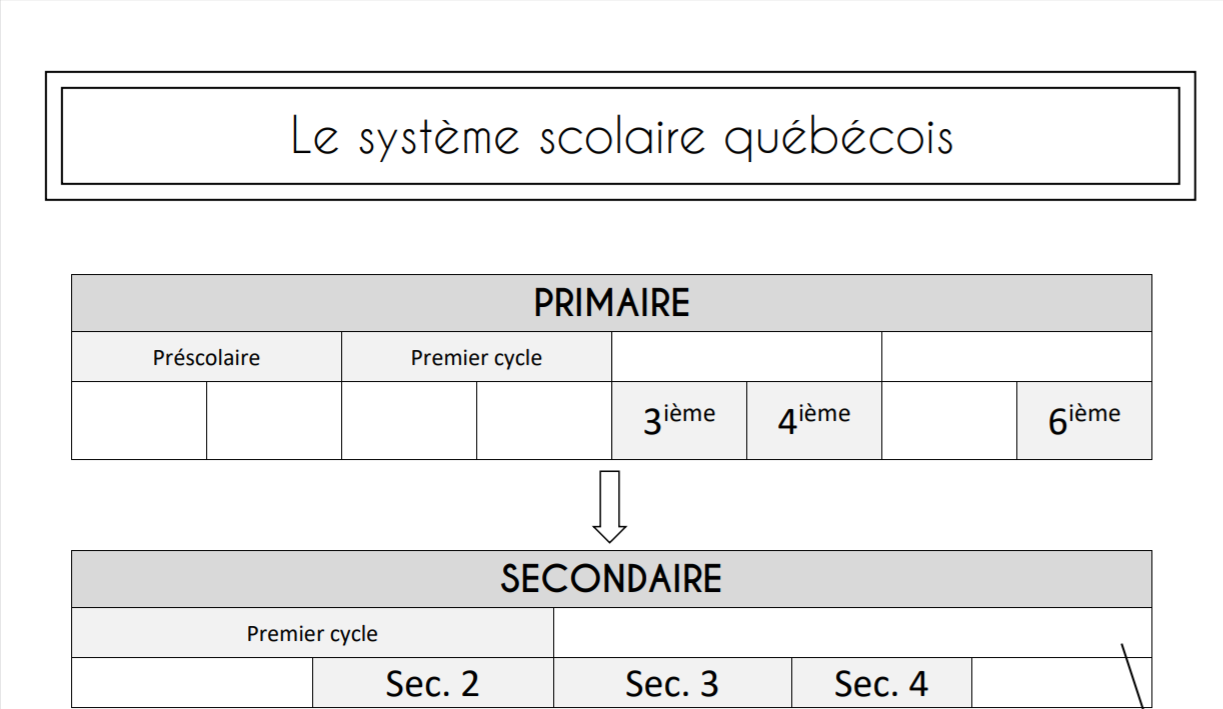 Le système scolaire québécois
PRIMAIRE
Préscolaire Premier cycle
3ième 4ième 6ième
SECONDAIRE
Premier cycle
Sec. 2 Sec. 3 Sec. 4